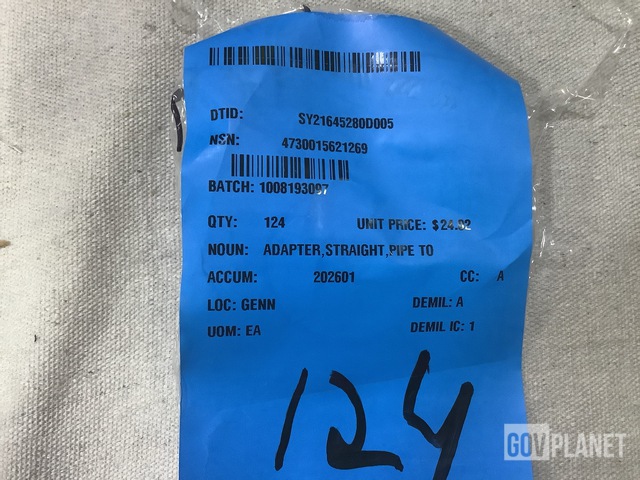 DTID: SY21645280D005
NSN: 4730015621269
BATCH: 1008193097
QTY: 124 UNIT PRICE: $24.92
NOUN: ADAPTER,STRAIGHT,PIPE TO
ACCUM: 202601 CC: A
LOC: GENN DEMIL: A
UOM: EA DEMIL IC: 1
124
GOVPLANET